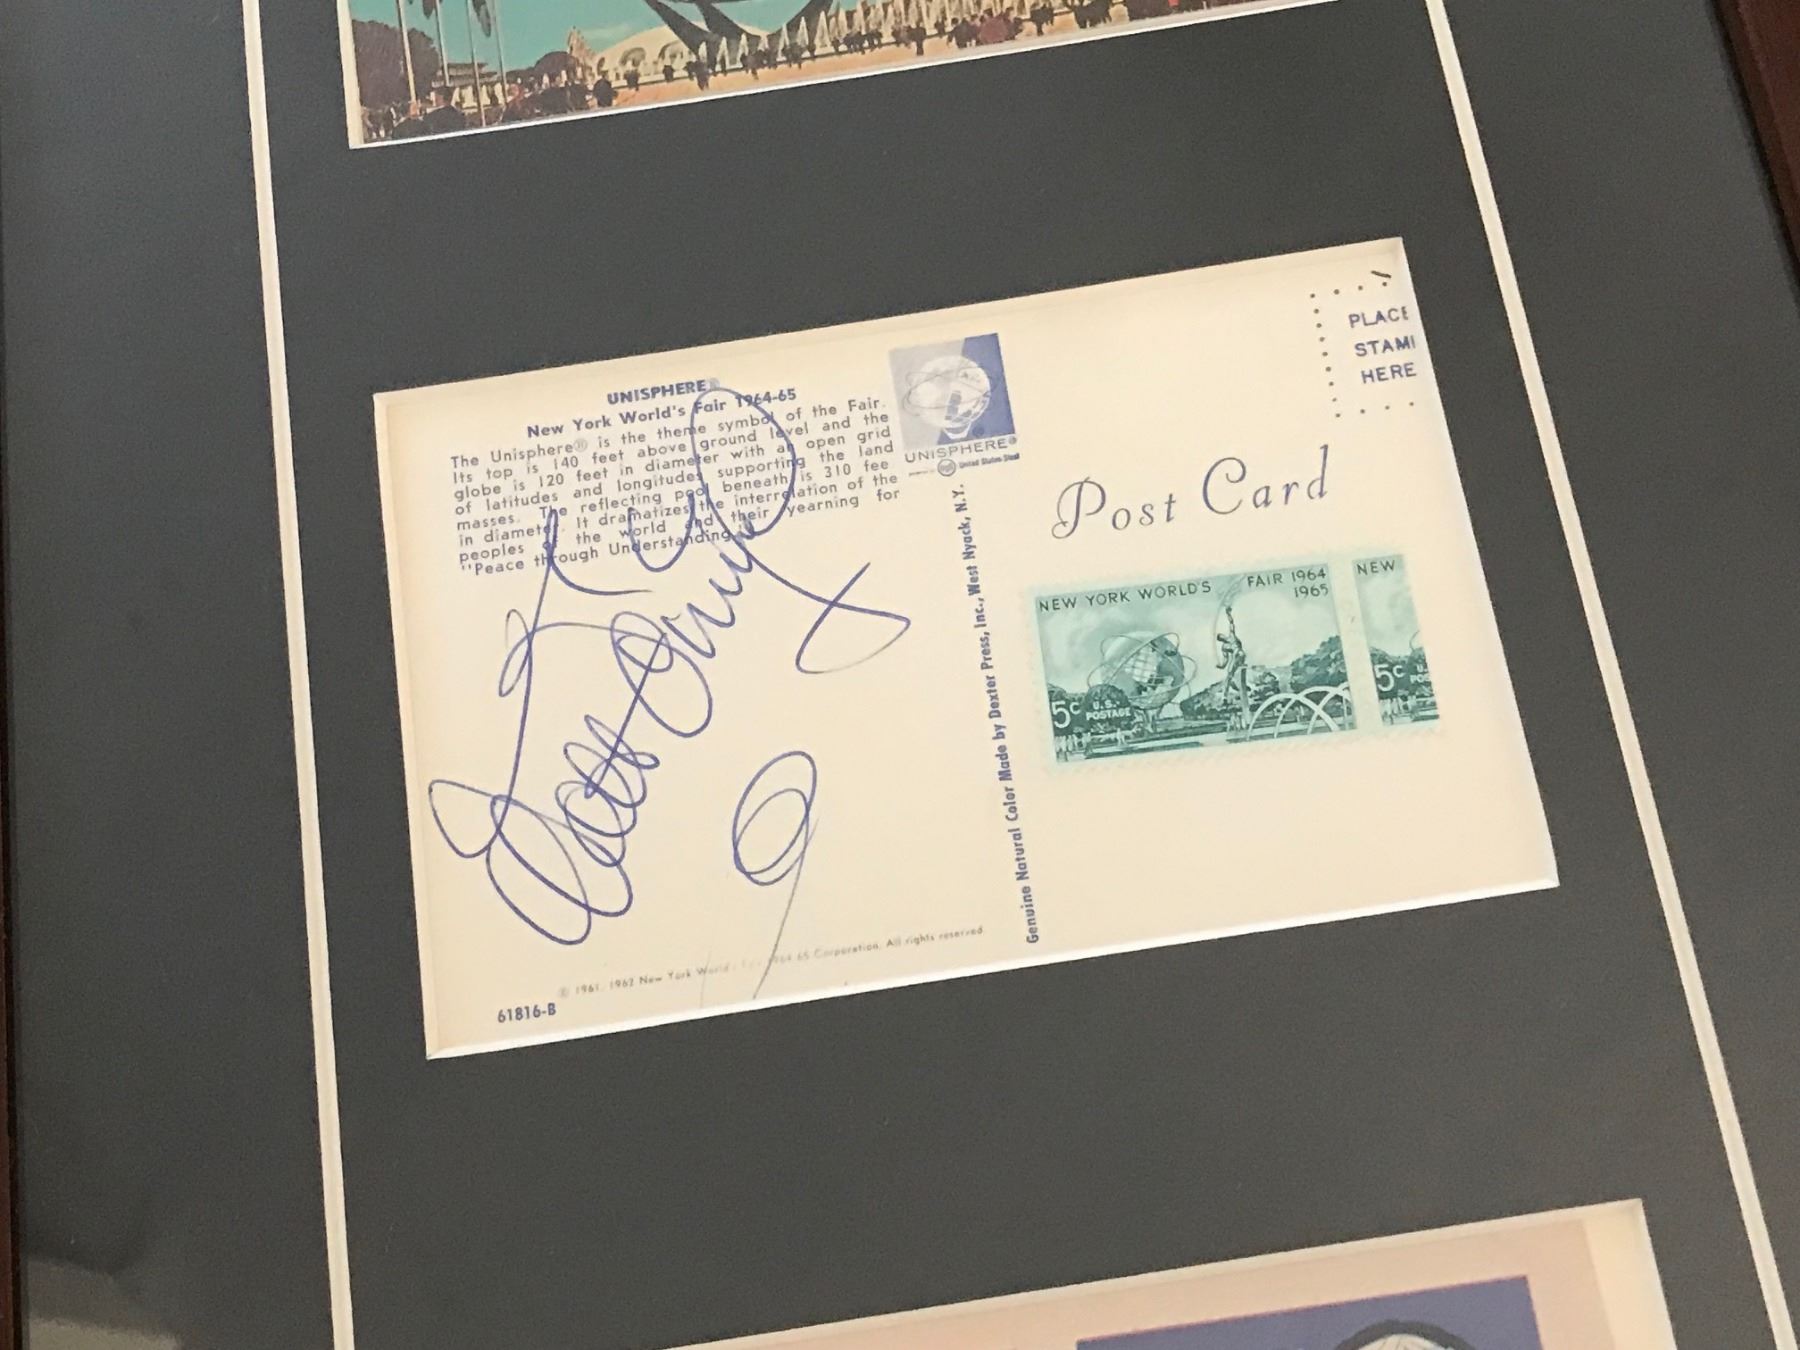 UNISPHERE®
New York World's Fair 1964-65
The Unisphere® is the theme symbol of the Fair.
Its top is 140 feet above ground level and the
globe is 120 feet in diameter with an open grid
of latitudes and longitudes supporting the land
masses. The reflecting pool beneath is 310 fee
in diameter. It dramatizes the interrelation of the
peoples of the world and their yearning for
"Peace through Understanding."
UNISPHERE®
United States Steel
PLACE
STAM
HERE
Post Card
NEW YORK WORLD'S FAIR 1964
1965
5c U.S.
POSTAGE
NEW
5c U.
POS
Genuine Natural Color Made by Dexter Press, Inc., West Nyack, N.Y.
© 1961, 1962 New York World's Fair 1964-65 Corporation. All rights reserved
61816-B